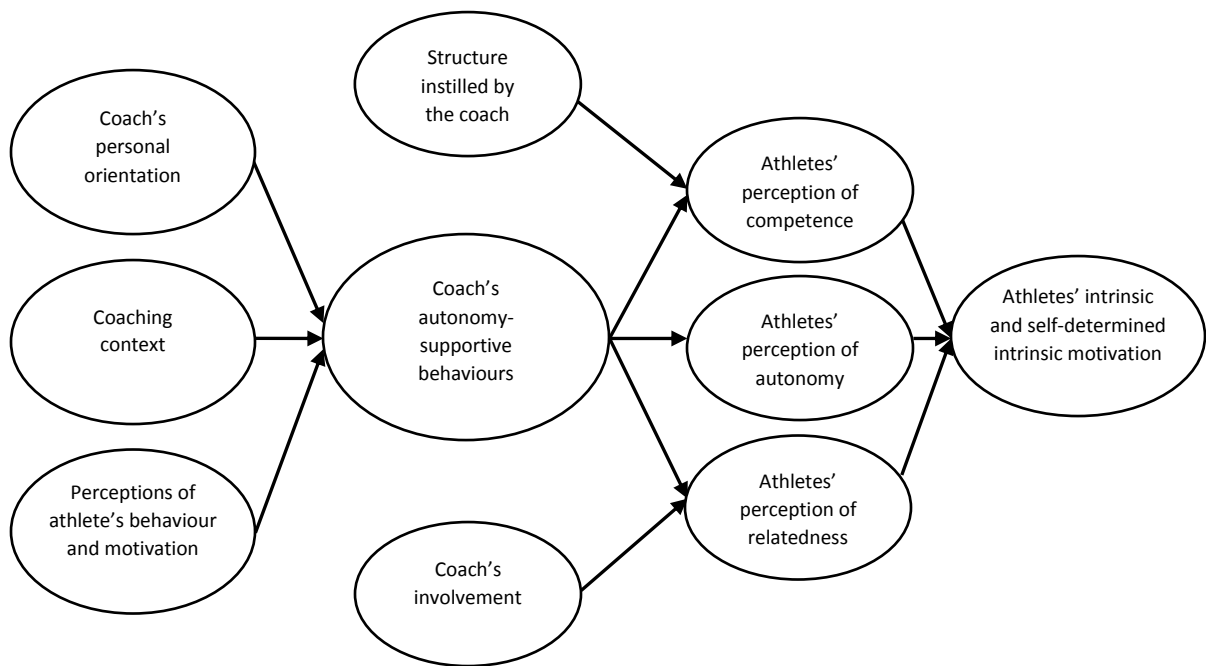 Coach’s
personal
orientation
Coaching
context
Perceptions of
athlete’s behaviour
and motivation
Structure
instilled by
the coach
Coach’s
autonomy-
supportive
behaviours
Coach’s
involvement
Athletes’
perception of
competence
Athletes’
perception of
autonomy
Athletes’
perception of
relatedness
Athletes’ intrinsic
and self-determined
intrinsic motivation